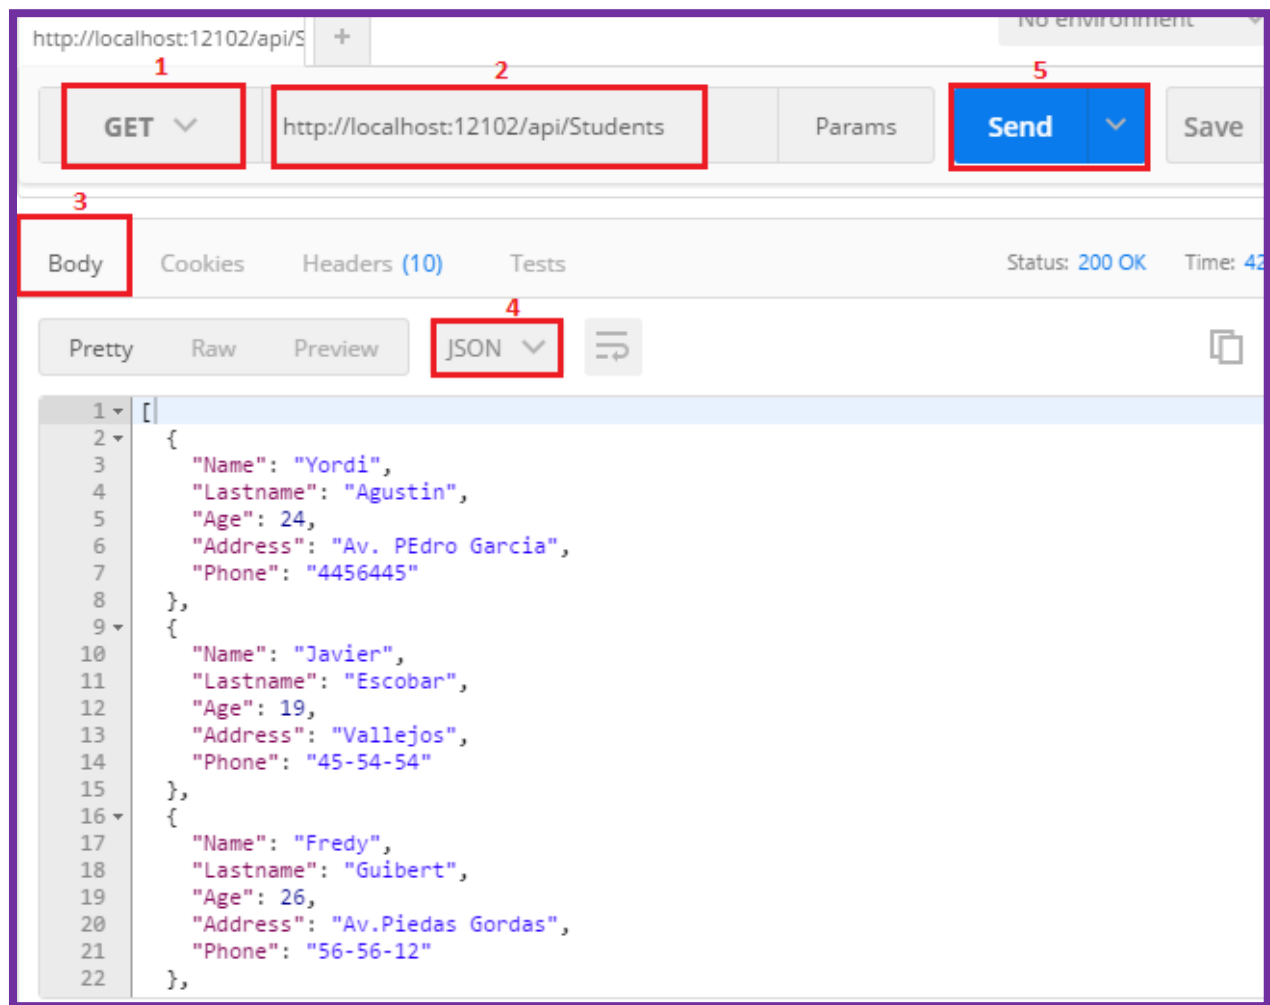 http://localhost:12102/api/S +
No environment
1 2 5
GET http://localhost:12102/api/Students Params Send Save
3
Body Cookies Headers (10) Tests Status: 200 OK Time: 42
4
Pretty Raw Preview JSON
1 [
2 {
3 "Name": "Yordi",
4 "Lastname": "Agustin",
5 "Age": 24,
6 "Address": "Av. PEdro Garcia",
7 "Phone": "4456445"
8 },
9 {
10 "Name": "Javier",
11 "Lastname": "Escobar",
12 "Age": 19,
13 "Address": "Vallejos",
14 "Phone": "45-54-54"
15 },
16 {
17 "Name": "Fredy",
18 "Lastname": "Guibert",
19 "Age": 26,
20 "Address": "Av.Piedas Gordas",
21 "Phone": "56-56-12"
22 },